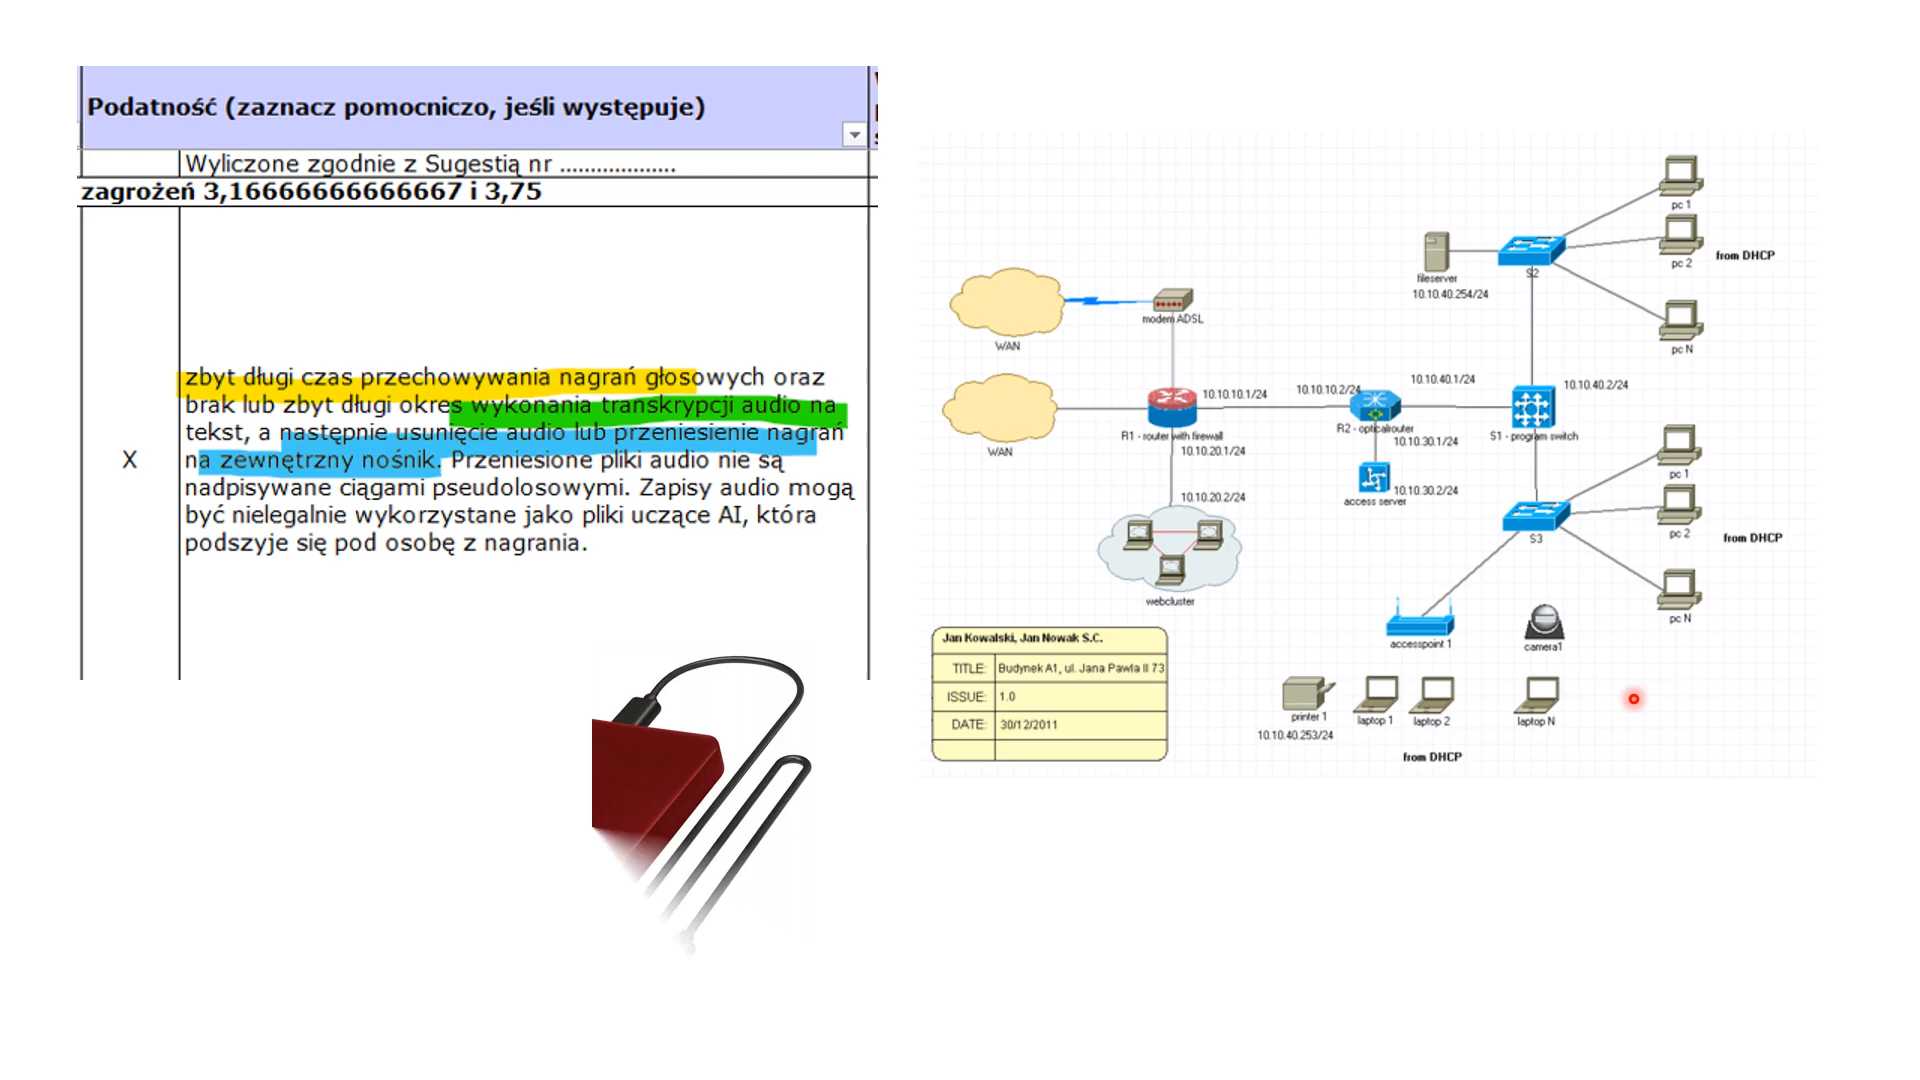 Podatność (zaznacz pomocniczo, jeśli występuje)
Wyliczone zgodnie z Sugestią nr ...................
zagrożeń 3,16666666666667 i 3,75
X
zbyt długi czas przechowywania nagrań głosowych oraz
brak lub zbyt długi okres wykonania transkrypcji audio na
tekst, a następnie usunięcie audio lub przeniesienie nagrań
na zewnętrzny nośnik. Przeniesione pliki audio nie są
nadpisywane ciągami pseudolosowymi. Zapisy audio mogą
być nielegalnie wykorzystane jako pliki uczące AI, która
podszyje się pod osobę z nagrania.
WAN
modem ADSL
WAN
R1 - router with firewall
10.10.10.1/24
10.10.20.1/24
10.10.20.2/24
webcluster
10.10.10.2/24
R2 - opticalrouter
10.10.40.1/24
10.10.30.1/24
access server
10.10.30.2/24
fileserver
10.10.40.254/24
S2
pc 1
pc 2
from DHCP
pc N
10.10.40.2/24
S1 - program switch
S3
pc 1
pc 2
from DHCP
pc N
accesspoint 1
camera1
printer 1
10.10.40.253/24
laptop 1
laptop 2
laptop N
from DHCP
Jan Kowalski, Jan Nowak S.C.
TITLE: Budynek A1, ul. Jana Pawla II 73
ISSUE: 1.0
DATE: 30/12/2011